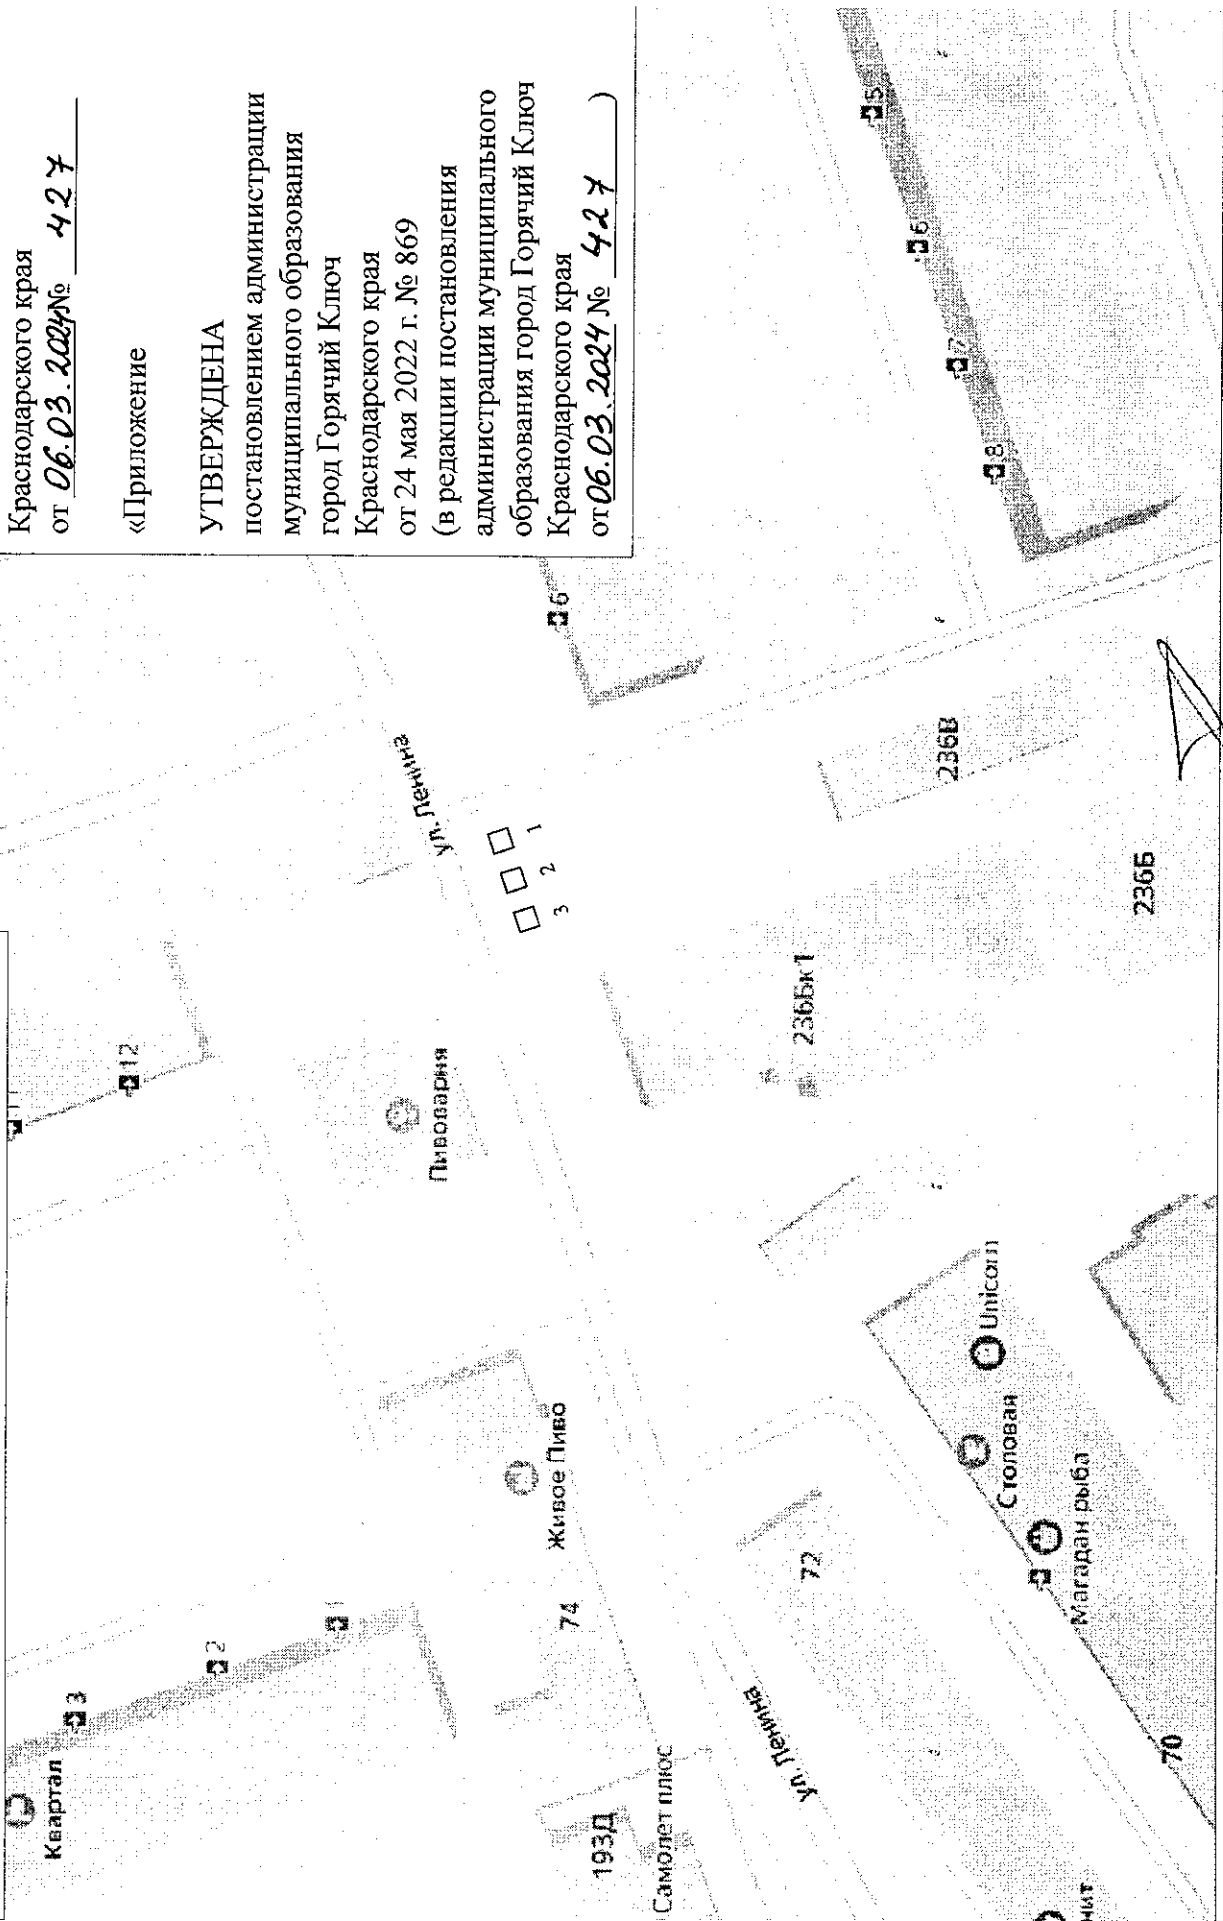 Краснодарского края
от 06.03.2024 № 427
«Приложение
УТВЕРЖДЕНА
постановлением администрации
муниципального образования
город Горячий Ключ
Краснодарского края
от 24 мая 2022 г. № 869
(в редакции постановления
администрации муниципального
образования город Горячий Ключ
Краснодарского края
от 06.03.2024 № 427 )
Квартал
3
2
1
12
Пивоварня
ул. Ленина
3
2
1
6
5
6
7
8
Живое Пиво
74
193Д
Самолет плюс
72
ул. Ленина
236Бк1
236В
236Б
Unicorn
Столовая
Магадан рыба
70